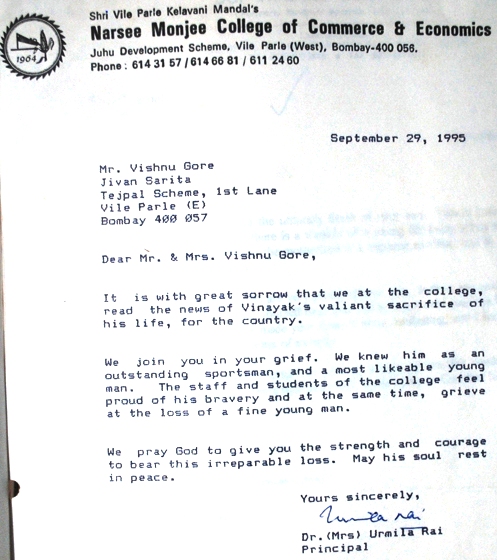 1964
Shri Vile Parle Kelavani Mandal's
Narsee Monjee College of Commerce & Economics
Juhu Development Scheme, Vile Parle (West), Bombay-400 056.
Phone : 614 31 57 / 614 66 81 / 611 24 60
September 29, 1995
Mr. Vishnu Gore
Jivan Sarita
Tejpal Scheme, 1st Lane
Vile Parle (E)
Bombay 400 057
Dear Mr. & Mrs. Vishnu Gore,
It is with great sorrow that we at the college,
read the news of Vinayak's valiant sacrifice of
his life, for the country.
We join you in your grief. We knew him as an
outstanding sportsman, and a most likeable young
man. The staff and students of the college feel
proud of his bravery and at the same time, grieve
at the loss of a fine young man.
We pray God to give you the strength and courage
to bear this irreparable loss. May his soul rest
in peace.
Yours sincerely,
Urmila Rai
Dr.(Mrs) Urmila Rai
Principal